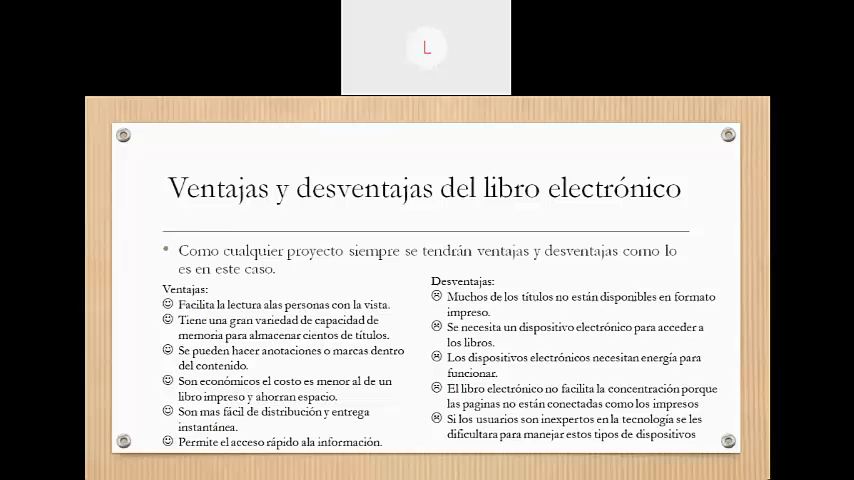 L
Ventajas y desventajas del libro electrónico
• Como cualquier proyecto siempre se tendrán ventajas y desventajas como lo
es en este caso.
Ventajas:
☺ Facilita la lectura alas personas con la vista.
☺ Tiene una gran variedad de capacidad de
memoria para almacenar cientos de títulos.
☺ Se pueden hacer anotaciones o marcas dentro
del contenido.
☺ Son económicos el costo es menor al de un
libro impreso y ahorran espacio.
☺ Son mas fácil de distribución y entrega
instantánea.
☺ Permite el acceso rápido ala información.
Desventajas:
☹ Muchos de los títulos no están disponibles en formato
impreso.
☹ Se necesita un dispositivo electrónico para acceder a
los libros.
☹ Los dispositivos electrónicos necesitan energía para
funcionar.
☹ El libro electrónico no facilita la concentración porque
las paginas no están conectadas como los impresos
☹ Si los usuarios son inexpertos en la tecnología se les
dificultara para manejar estos tipos de dispositivos